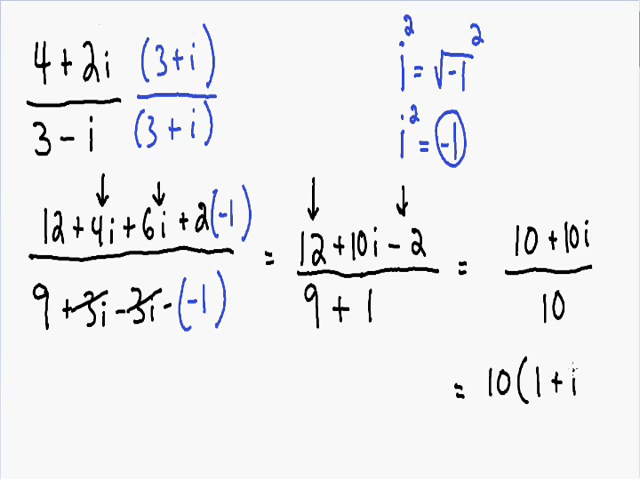 4 + 2i (3 + i)
3 - i (3 + i)
i² = √-1²
i² = -1
12 + 4i + 6i + 2(-1)
9 + 3i - 3i - (-1)
= 12 + 10i - 2
9 + 1
= 10 + 10i
10
= 10(1 + i